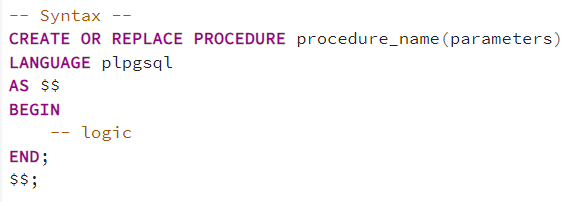 -- Syntax --
CREATE OR REPLACE PROCEDURE procedure_name(parameters)
LANGUAGE plpgsql
AS $$
BEGIN
    -- logic
END;
$$;